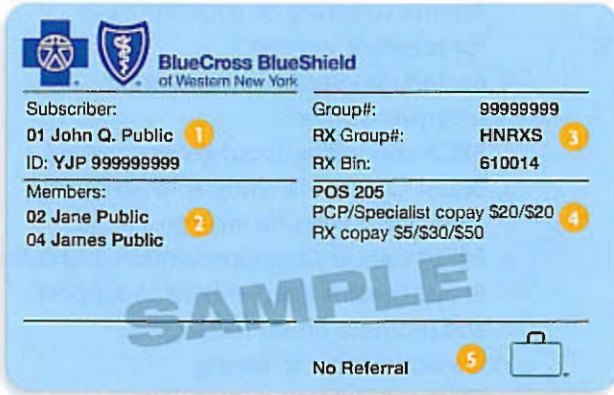 BlueCross BlueShield
of Western New York
Subscriber:
01 John Q. Public 1
ID: YJP 999999999
Group#: 99999999
RX Group#: HNRXS 3
RX Bin: 610014
Members:
02 Jane Public 2
04 James Public
POS 205
PCP/Specialist copay $20/$20 4
RX copay $5/$30/$50
SAMPLE
No Referral 5